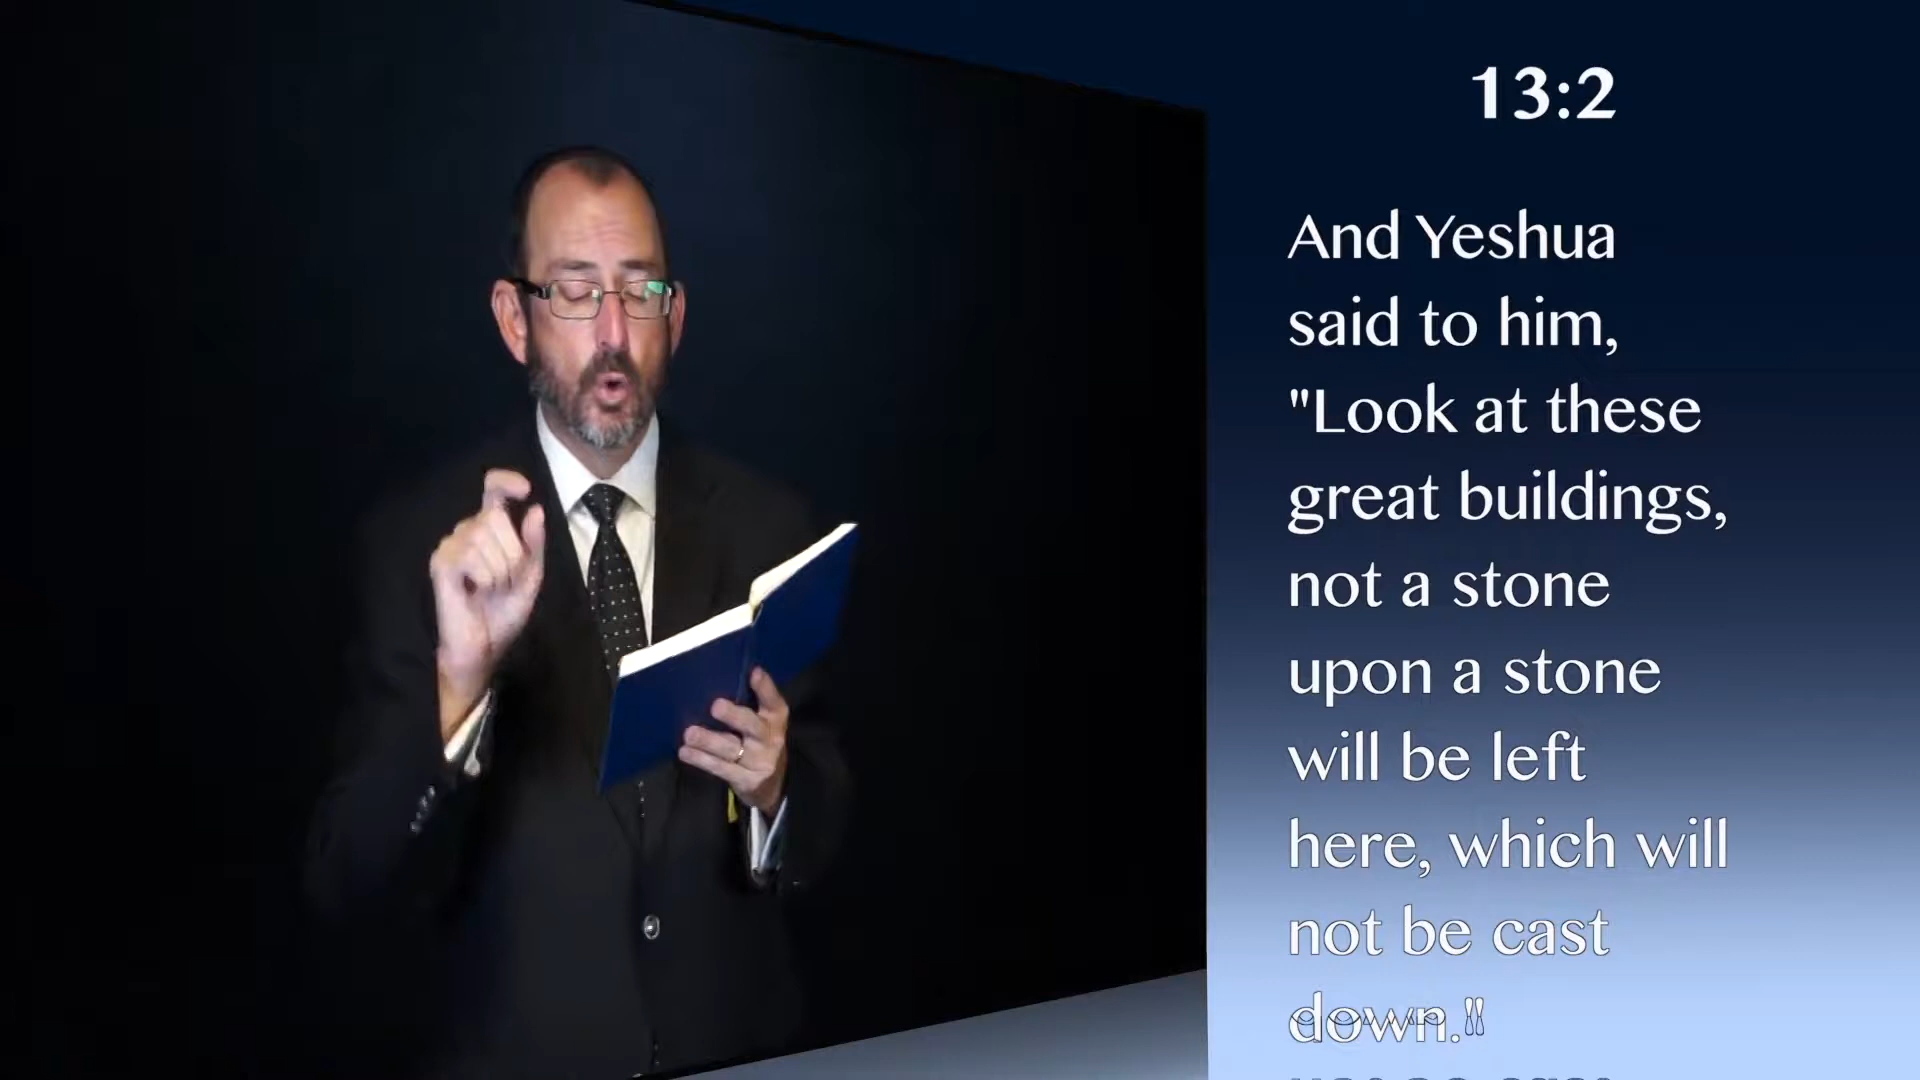 13:2
And Yeshua
said to him,
"Look at these
great buildings,
not a stone
upon a stone
will be left
here, which will
not be cast
down."